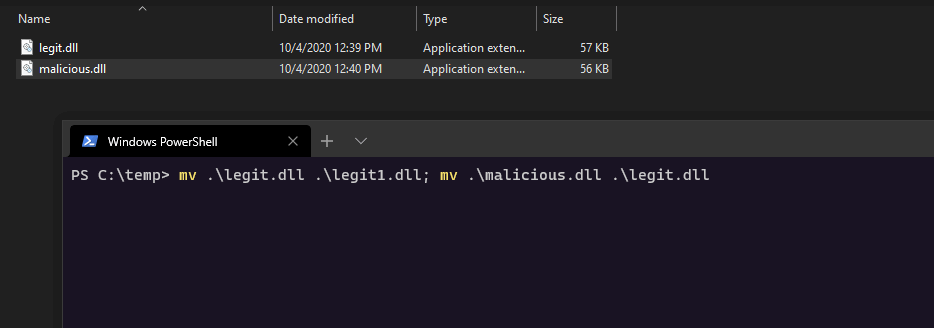 Name Date modified Type Size
legit.dll 10/4/2020 12:39 PM Application exten... 57 KB
malicious.dll 10/4/2020 12:40 PM Application exten... 56 KB
Windows PowerShell
PS C:\temp> mv .\legit.dll .\legit1.dll; mv .\malicious.dll .\legit.dll